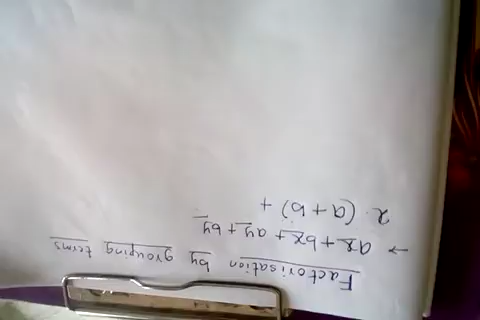 Factorisation by grouping terms
→ ax + bx + ay + by
x (a + b) +